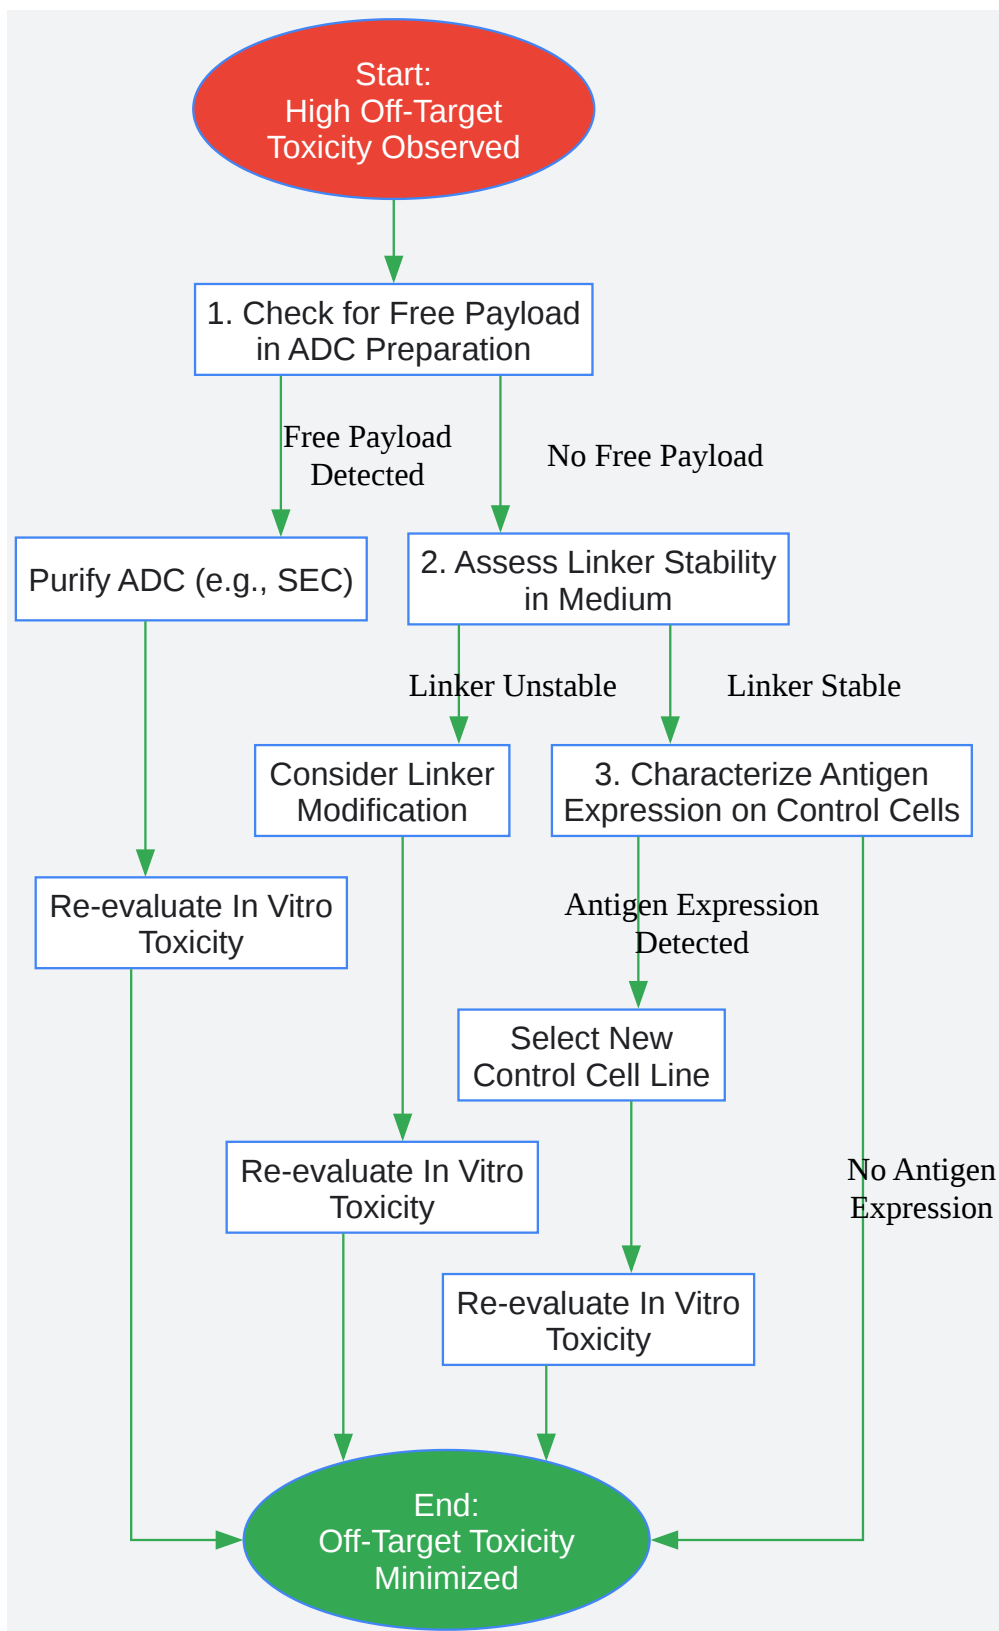 Start:
High Off-Target
Toxicity Observed
1. Check for Free Payload
in ADC Preparation
Free Payload
Detected
No Free Payload
Purify ADC (e.g., SEC)
2. Assess Linker Stability
in Medium
Linker Unstable
Linker Stable
Consider Linker
Modification
3. Characterize Antigen
Expression on Control Cells
Re-evaluate In Vitro
Toxicity
Antigen Expression
Detected
Select New
Control Cell Line
Re-evaluate In Vitro
Toxicity
No Antigen
Expression
Re-evaluate In Vitro
Toxicity
End:
Off-Target Toxicity
Minimized